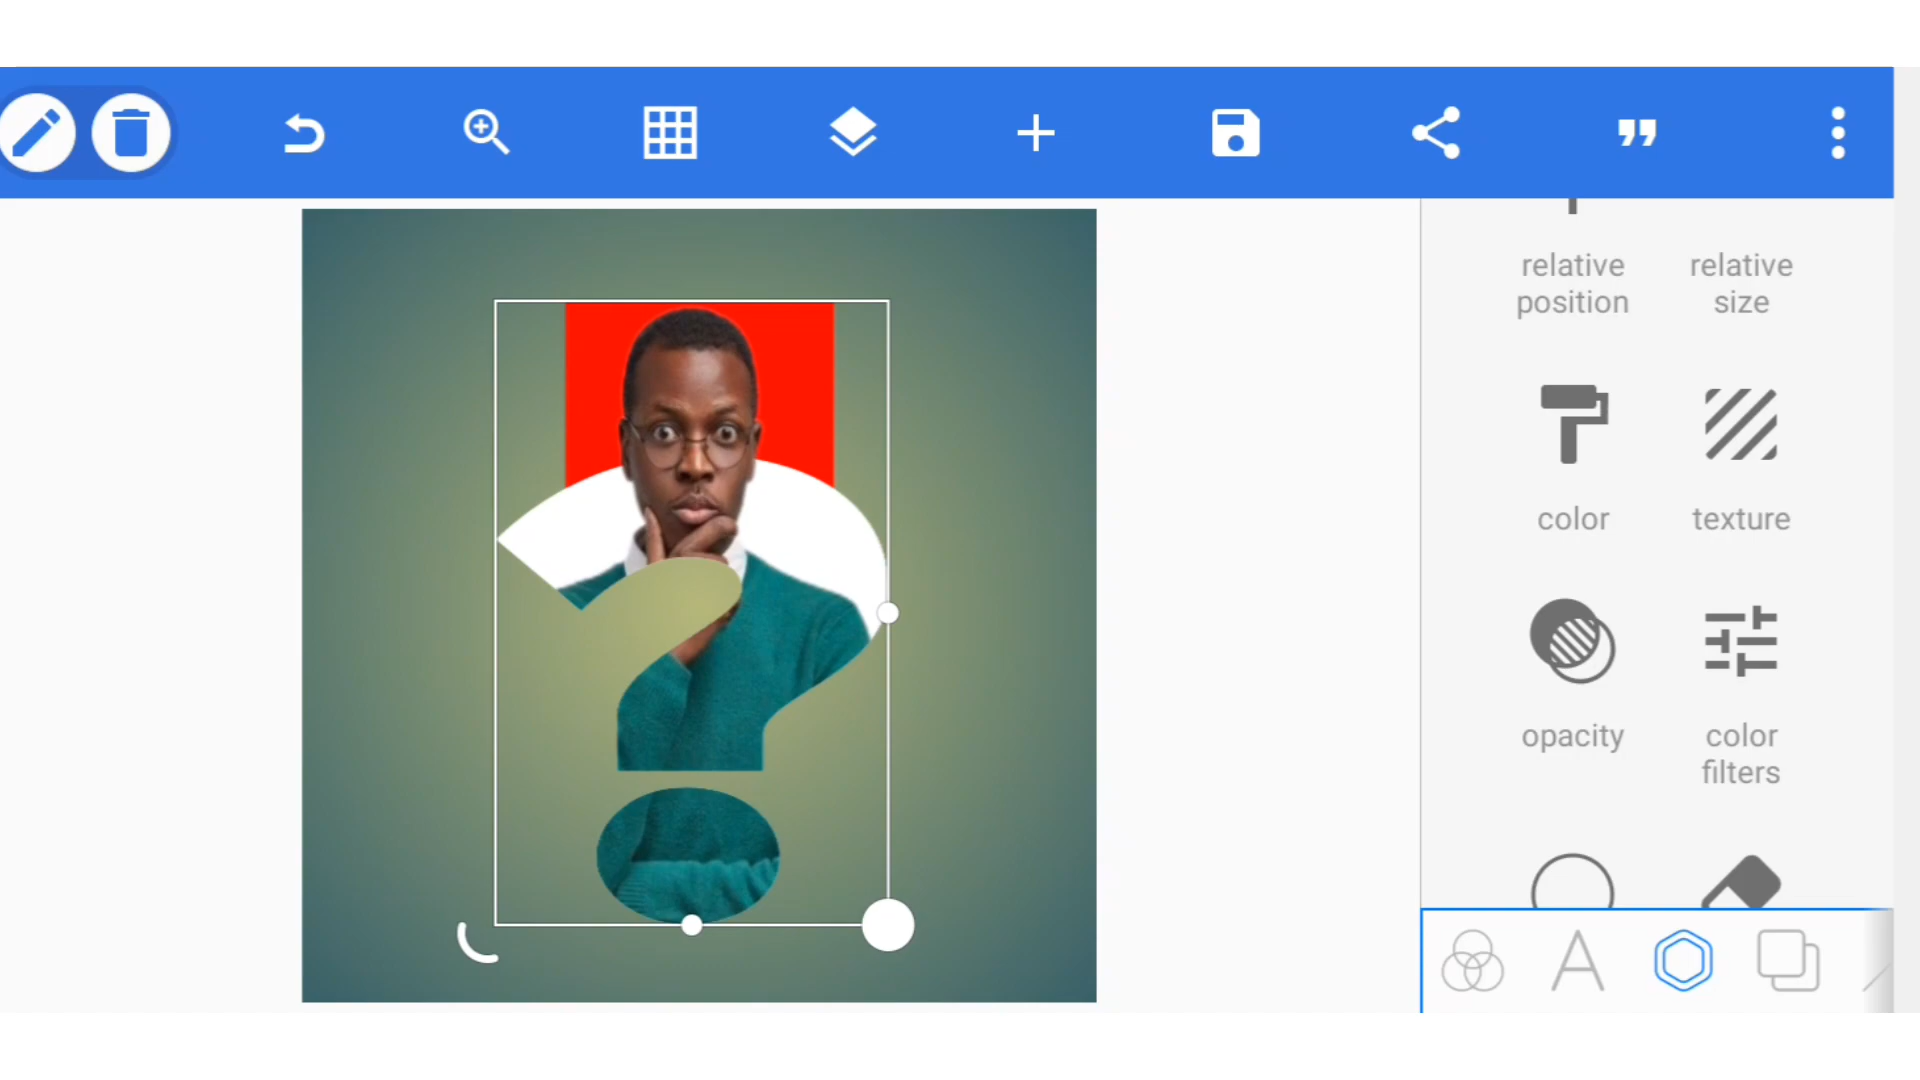 relative relative
position size
color texture
opacity color
filters